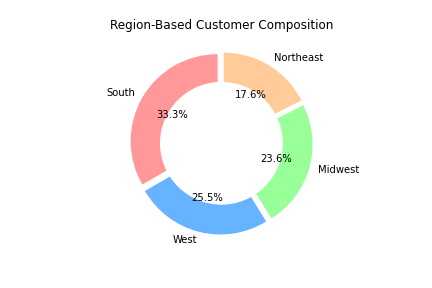 Region-Based Customer Composition
Northeast
17.6%
South
33.3%
23.6%
Midwest
25.5%
West